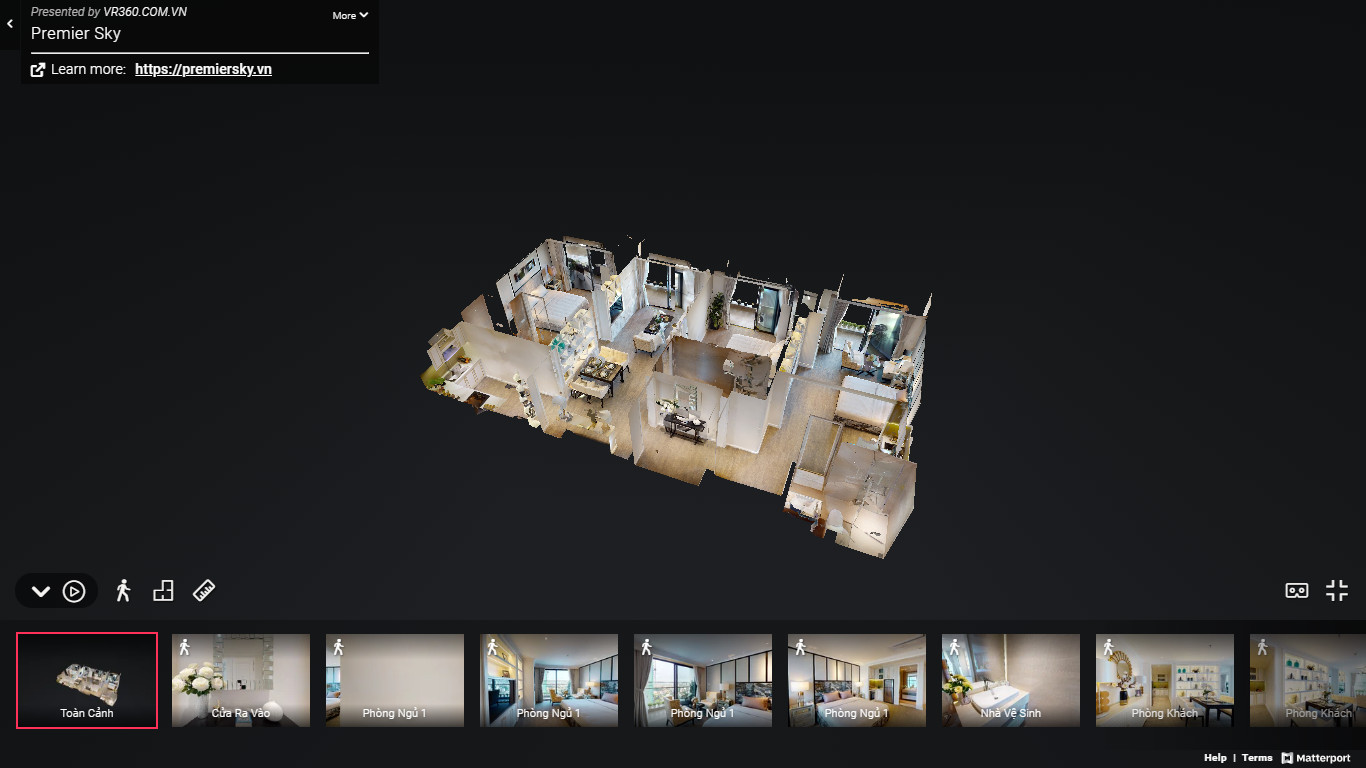 Presented by VR360.COM.VN
More
Premier Sky
Learn more: https://premiersky.vn
Toàn Cảnh
Cửa Ra Vào
Phòng Ngủ 1
Phòng Ngủ 1
Phòng Ngủ 1
Phòng Ngủ 1
Nhà Vệ Sinh
Phòng Khách
Phòng Khách
Help | Terms Matterport